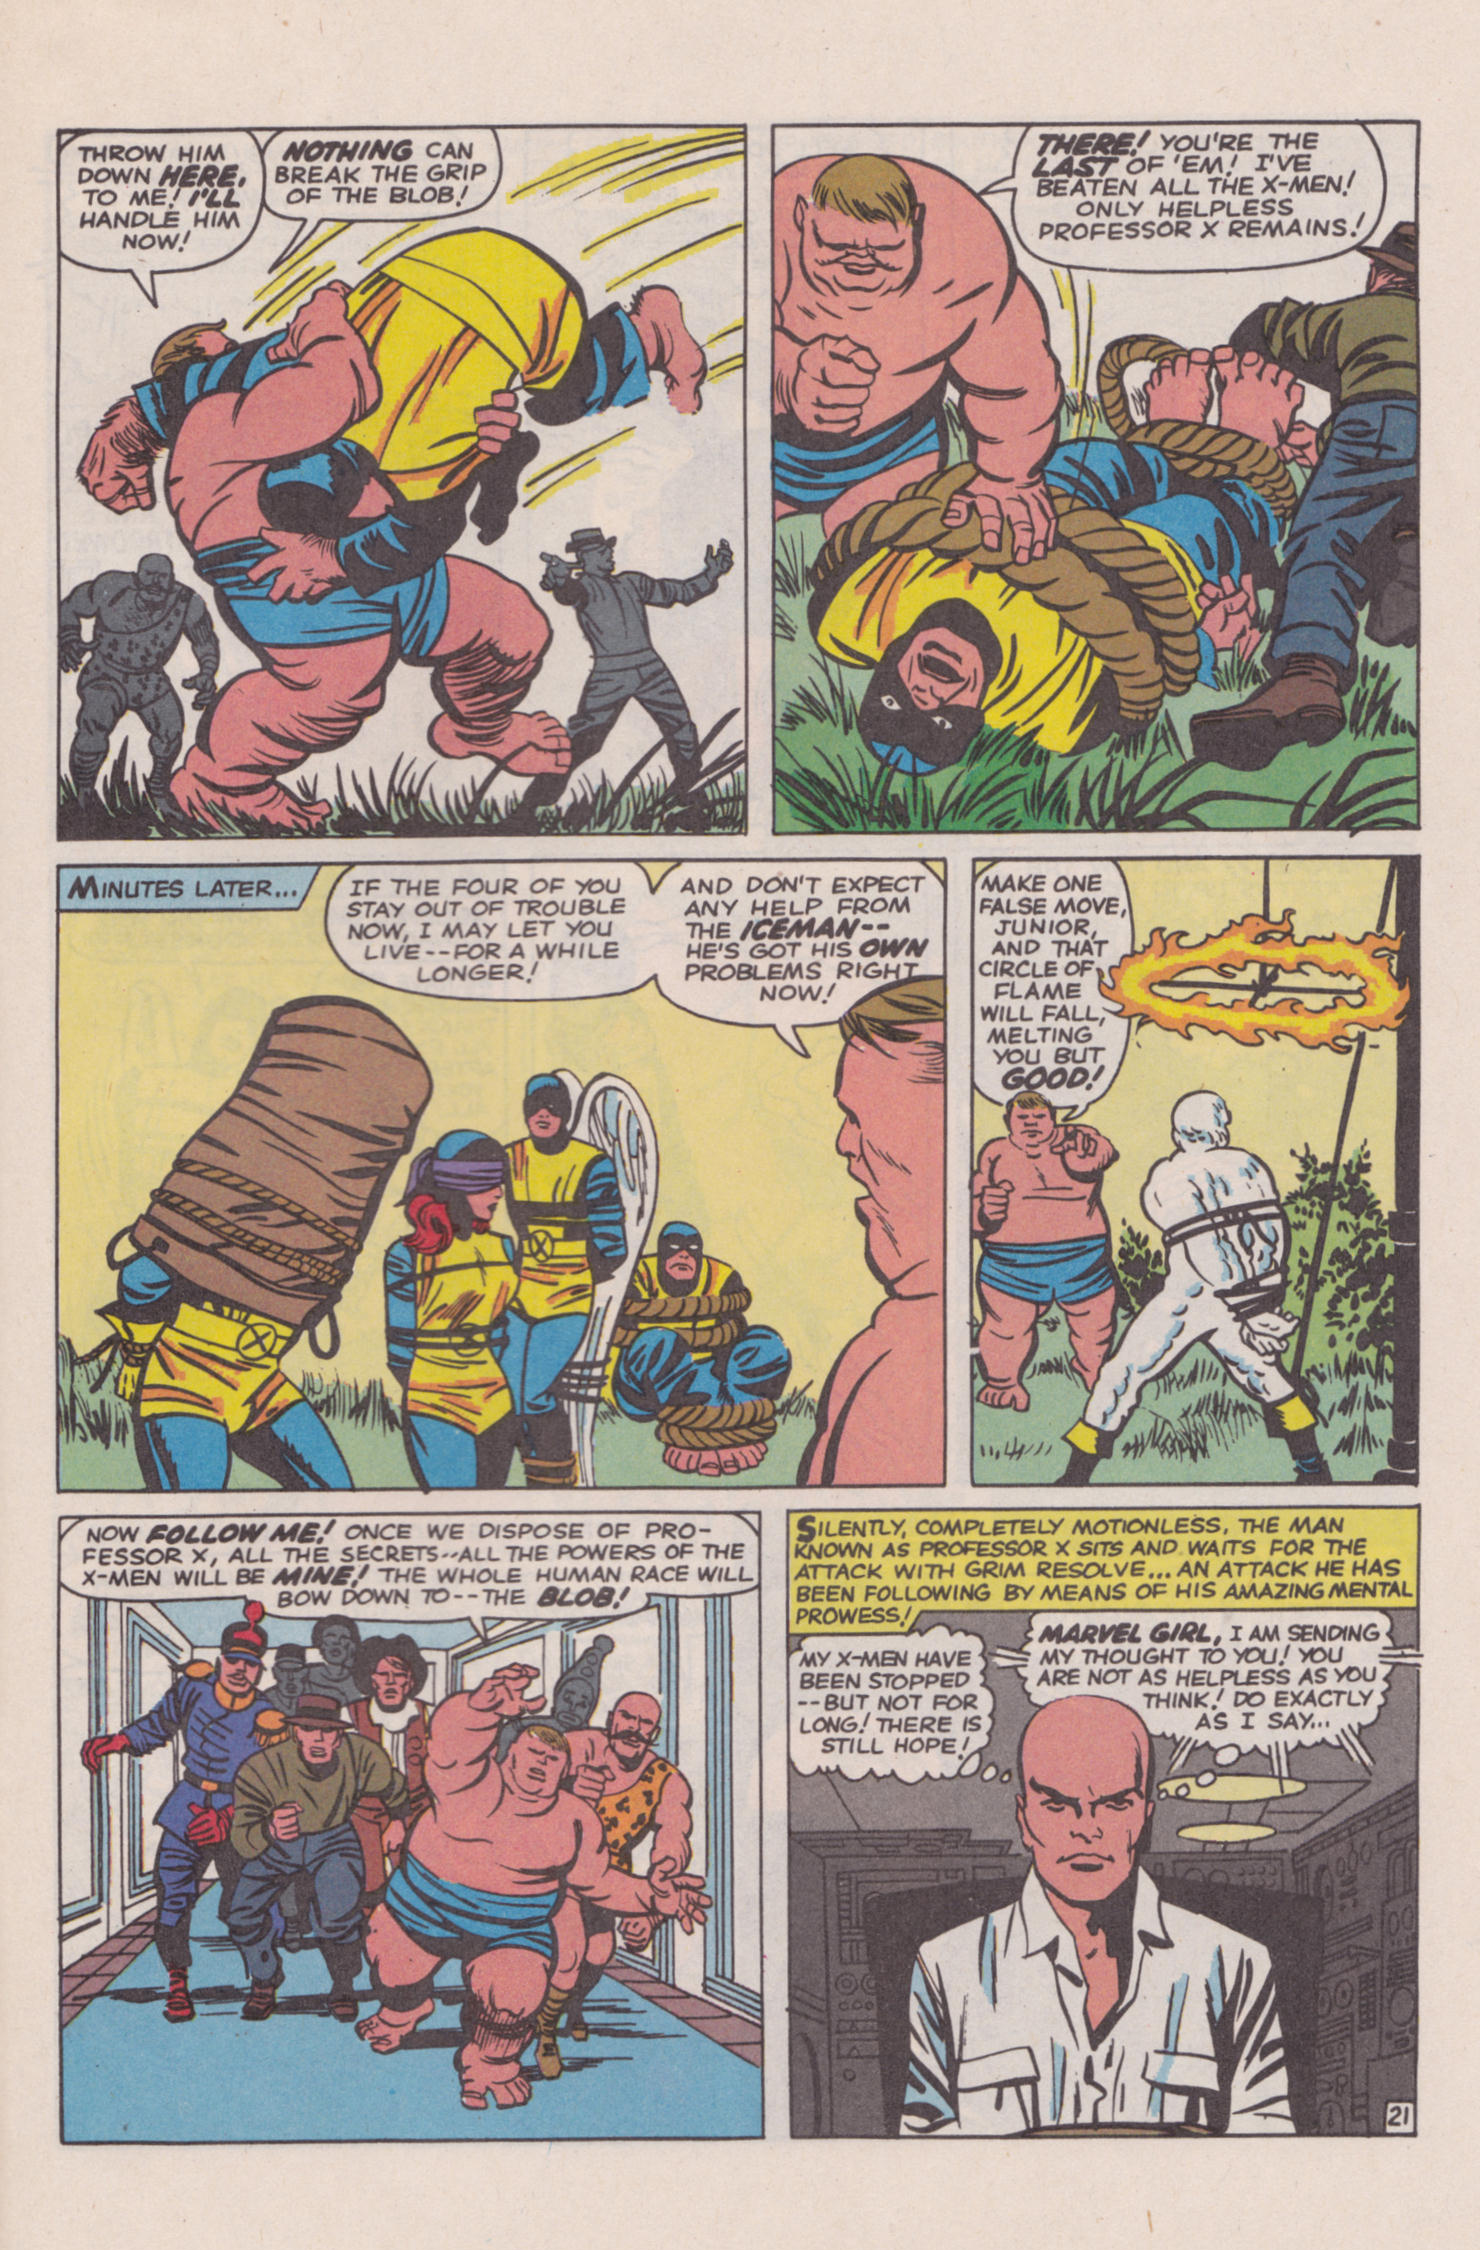 THROW HIM
DOWN HERE,
TO ME! I'LL
HANDLE HIM
NOW!
NOTHING CAN
BREAK THE GRIP
OF THE BLOB!
THERE! YOU'RE THE
LAST OF 'EM! I'VE
BEATEN ALL THE X-MEN!
ONLY HELPLESS
PROFESSOR X REMAINS!
MINUTES LATER...
IF THE FOUR OF YOU
STAY OUT OF TROUBLE
NOW, I MAY LET YOU
LIVE--FOR A WHILE
LONGER!
AND DON'T EXPECT
ANY HELP FROM
THE ICEMAN--
HE'S GOT HIS OWN
PROBLEMS RIGHT
NOW!
MAKE ONE
FALSE MOVE,
JUNIOR,
AND THAT
CIRCLE OF
FLAME
WILL FALL,
MELTING
YOU BUT
GOOD!
NOW FOLLOW ME! ONCE WE DISPOSE OF PRO-
FESSOR X, ALL THE SECRETS--ALL THE POWERS OF THE
X-MEN WILL BE MINE! THE WHOLE HUMAN RACE WILL
BOW DOWN TO--THE BLOB!
SILENTLY, COMPLETELY MOTIONLESS, THE MAN
KNOWN AS PROFESSOR X SITS AND WAITS FOR THE
ATTACK WITH GRIM RESOLVE... AN ATTACK HE HAS
BEEN FOLLOWING BY MEANS OF HIS AMAZING MENTAL
PROWESS!
MY X-MEN HAVE
BEEN STOPPED
--BUT NOT FOR
LONG! THERE IS
STILL HOPE!
MARVEL GIRL, I AM SENDING
MY THOUGHT TO YOU! YOU
ARE NOT AS HELPLESS AS YOU
THINK! DO EXACTLY
AS I SAY...
21